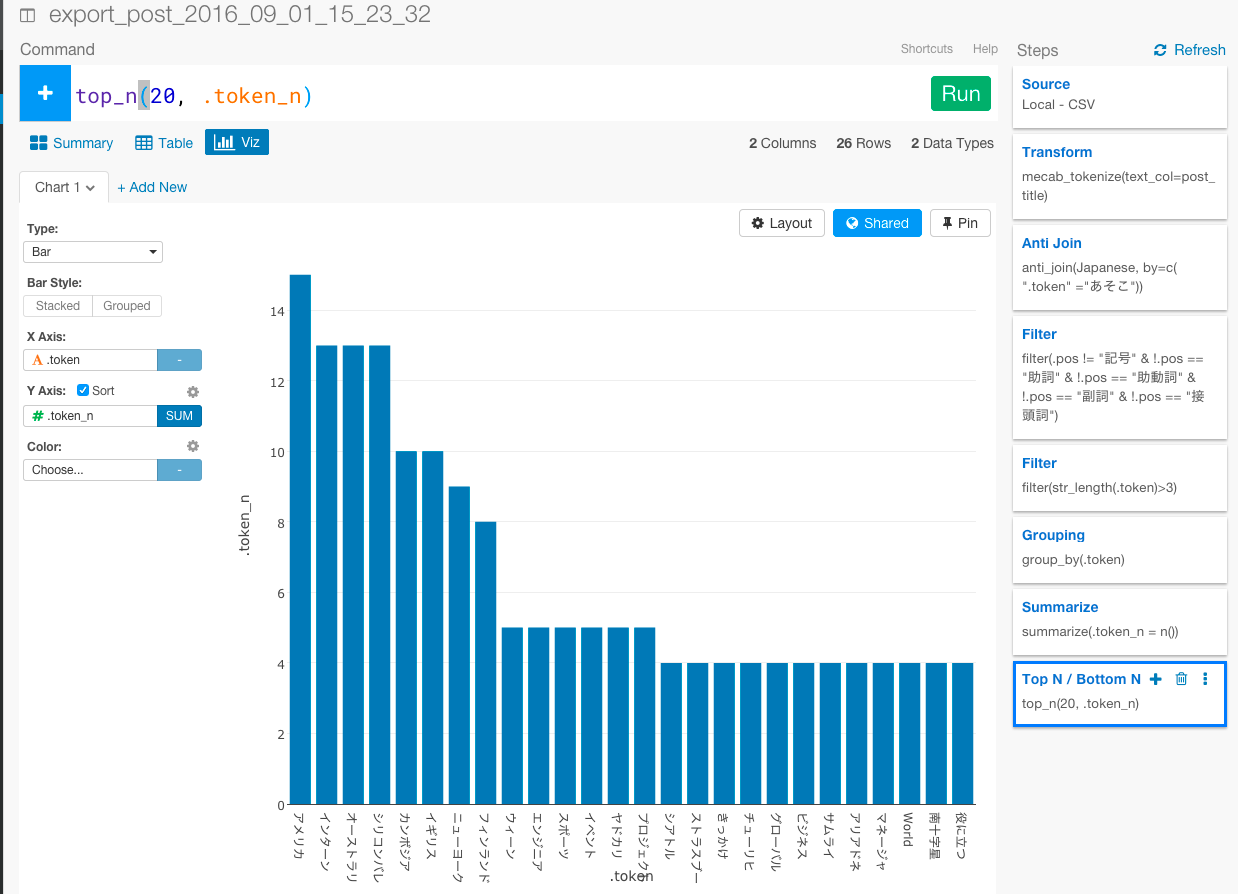 export_post_2016_09_01_15_23_32
Command
Shortcuts
Help
top_n(20, .token_n)
Run
Summary
Table
Viz
2 Columns
26 Rows
2 Data Types
Chart 1
+ Add New
Layout
Shared
Pin
Type:
Bar
Bar Style:
Stacked
Grouped
X Axis:
A .token
-
Y Axis:
Sort
# .token_n
SUM
Color:
Choose...
-
.token_n
14
12
10
8
6
4
2
0
アメリカ
インターン
オーストラリ
シリコンバレ
カンボジア
イギリス
ニューヨーク
フィンランド
ウィーン
エンジニア
スポーツ
イベント
ヤドカリ
プロジェク
シアトル
ストラスブー
きっかけ
チューリヒ
グローバル
ビジネス
サムライ
アリアドネ
マネージャ
World
南十字星
役に立つ
.token
Steps
Refresh
Source
Local - CSV
Transform
mecab_tokenize(text_col=post_
title)
Anti Join
anti_join(Japanese, by=c(
".token" ="あそこ"))
Filter
filter(.pos != "記号" & !.pos ==
"助詞" & !.pos == "助動詞" &
!.pos == "副詞" & !.pos == "接
頭詞")
Filter
filter(str_length(.token)>3)
Grouping
group_by(.token)
Summarize
summarize(.token_n = n())
Top N / Bottom N
top_n(20, .token_n)